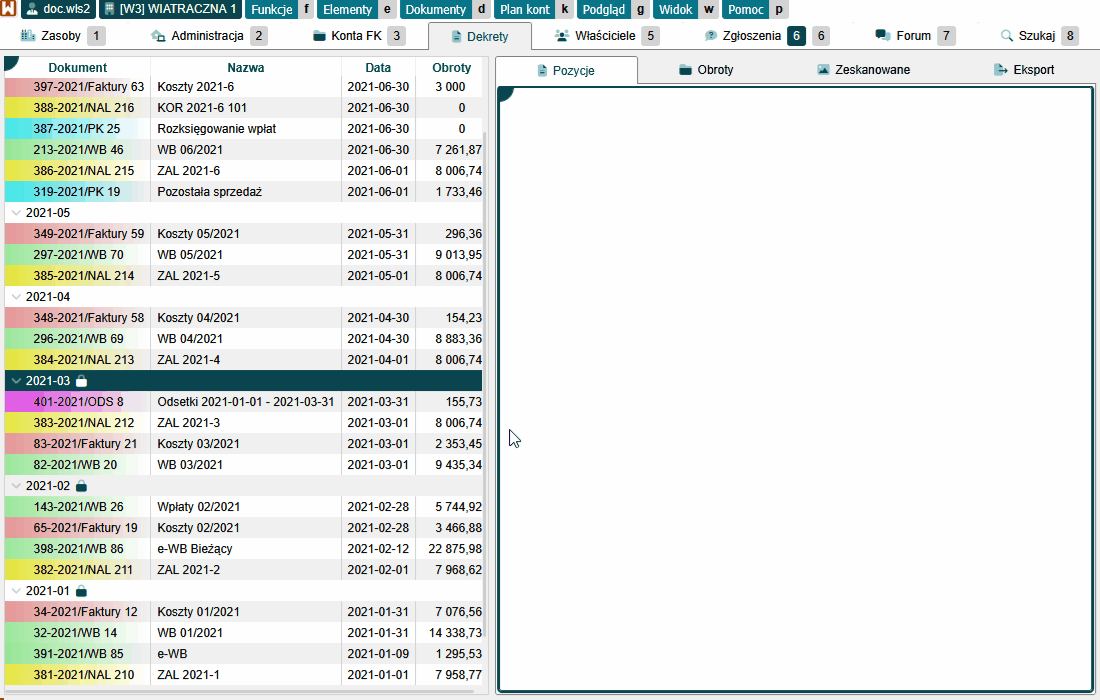 doc.wls2 [W3] WIATRACZNA 1 Funkcje f Elementy e Dokumenty d Plan kont k Podgląd g Widok w Pomoc p
Zasoby 1 Administracja 2 Konta FK 3 Dekrety Właściciele 5 Zgłoszenia 6 6 Forum 7 Szukaj 8
Dokument Nazwa Data Obroty
Pozycje Obroty Zeskanowane Eksport
397-2021/Faktury 63 Koszty 2021-6 2021-06-30 3 000
388-2021/NAL 216 KOR 2021-6 101 2021-06-30 0
387-2021/PK 25 Rozksięgowanie wpłat 2021-06-30 0
213-2021/WB 46 WB 06/2021 2021-06-30 7 261,87
386-2021/NAL 215 ZAL 2021-6 2021-06-01 8 006,74
319-2021/PK 19 Pozostała sprzedaż 2021-06-01 1 733,46
2021-05
349-2021/Faktury 59 Koszty 05/2021 2021-05-31 296,36
297-2021/WB 70 WB 05/2021 2021-05-31 9 013,95
385-2021/NAL 214 ZAL 2021-5 2021-05-01 8 006,74
2021-04
348-2021/Faktury 58 Koszty 04/2021 2021-04-30 154,23
296-2021/WB 69 WB 04/2021 2021-04-30 8 883,36
384-2021/NAL 213 ZAL 2021-4 2021-04-01 8 006,74
2021-03
401-2021/ODS 8 Odsetki 2021-01-01 - 2021-03-31 2021-03-31 155,73
383-2021/NAL 212 ZAL 2021-3 2021-03-01 8 006,74
83-2021/Faktury 21 Koszty 03/2021 2021-03-01 2 353,45
82-2021/WB 20 WB 03/2021 2021-03-01 9 435,34
2021-02
143-2021/WB 26 Wpłaty 02/2021 2021-02-28 5 744,92
65-2021/Faktury 19 Koszty 02/2021 2021-02-28 3 466,88
398-2021/WB 86 e-WB Bieżący 2021-02-12 22 875,98
382-2021/NAL 211 ZAL 2021-2 2021-02-01 7 968,62
2021-01
34-2021/Faktury 12 Koszty 01/2021 2021-01-31 7 076,56
32-2021/WB 14 WB 01/2021 2021-01-31 14 338,73
391-2021/WB 85 e-WB 2021-01-09 1 295,53
381-2021/NAL 210 ZAL 2021-1 2021-01-01 7 958,77